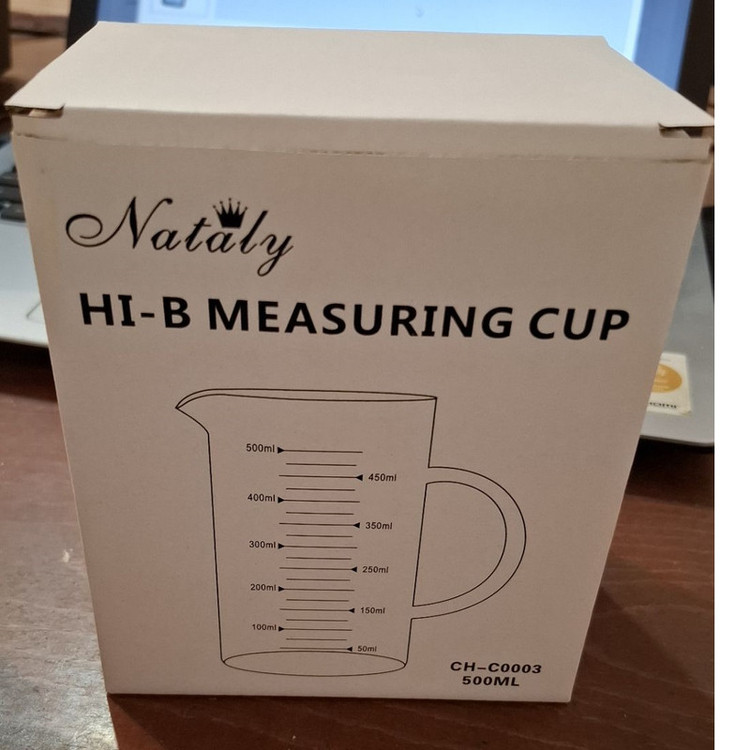 Nataly
HI-B MEASURING CUP
500ml
450ml
400ml
350ml
300ml
250ml
200ml
150ml
100ml
50ml
CH-C0003
500ML